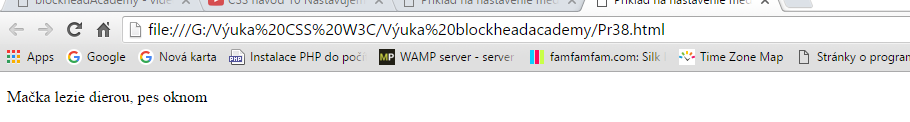 blockheadAcademy - vide
CSS návod 10 Nastavujem
Príklad na nastavenie med
Príklad na nastavenie med
file:///G:/Výuka%20CSS%20W3C/Výuka%20blockheadacademy/Pr38.html
Apps Google Nová karta Instalace PHP do poči WAMP server - server famfamfam.com: Silk Time Zone Map Stránky o program
Mačka lezie dierou, pes oknom